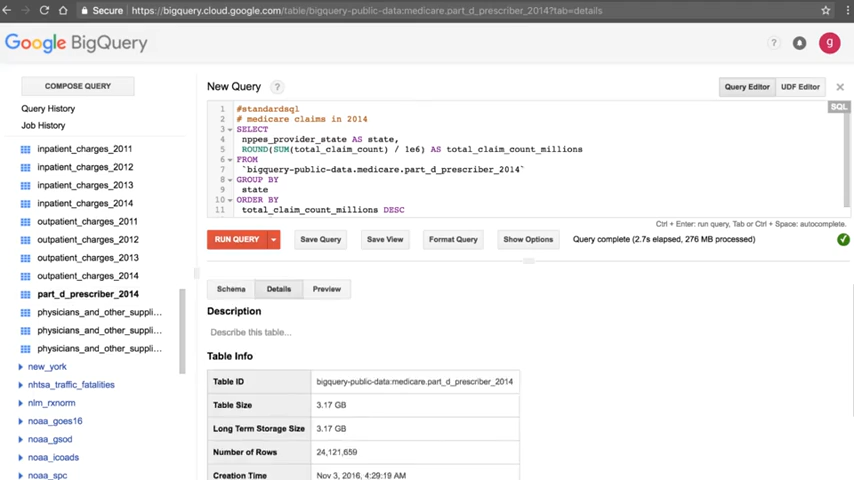 Secure https://bigquery.cloud.google.com/table/bigquery-public-data:medicare.part_d_prescriber_2014?tab=details
Google BigQuery
? g
COMPOSE QUERY
Query History
Job History
inpatient_charges_2011
inpatient_charges_2012
inpatient_charges_2013
inpatient_charges_2014
outpatient_charges_2011
outpatient_charges_2012
outpatient_charges_2013
outpatient_charges_2014
part_d_prescriber_2014
physicians_and_other_suppli...
physicians_and_other_suppli...
physicians_and_other_suppli...
new_york
nhtsa_traffic_fatalities
nlm_rxnorm
noaa_goes16
noaa_gsod
noaa_icoads
noaa_spc
New Query ?
Query Editor UDF Editor
SQL
1 #standardsql
2 # medicare claims in 2014
3 SELECT
4 nppes_provider_state AS state,
5 ROUND(SUM(total_claim_count) / 1e6) AS total_claim_count_millions
6 FROM
7 `bigquery-public-data.medicare.part_d_prescriber_2014`
8 GROUP BY
9 state
10 ORDER BY
11 total_claim_count_millions DESC
Ctrl + Enter: run query, Tab or Ctrl + Space: autocomplete.
RUN QUERY Save Query Save View Format Query Show Options Query complete (2.7s elapsed, 276 MB processed)
Schema Details Preview
Description
Describe this table...
Table Info
Table ID bigquery-public-data:medicare.part_d_prescriber_2014
Table Size 3.17 GB
Long Term Storage Size 3.17 GB
Number of Rows 24,121,659
Creation Time Nov 3, 2016, 4:29:19 AM